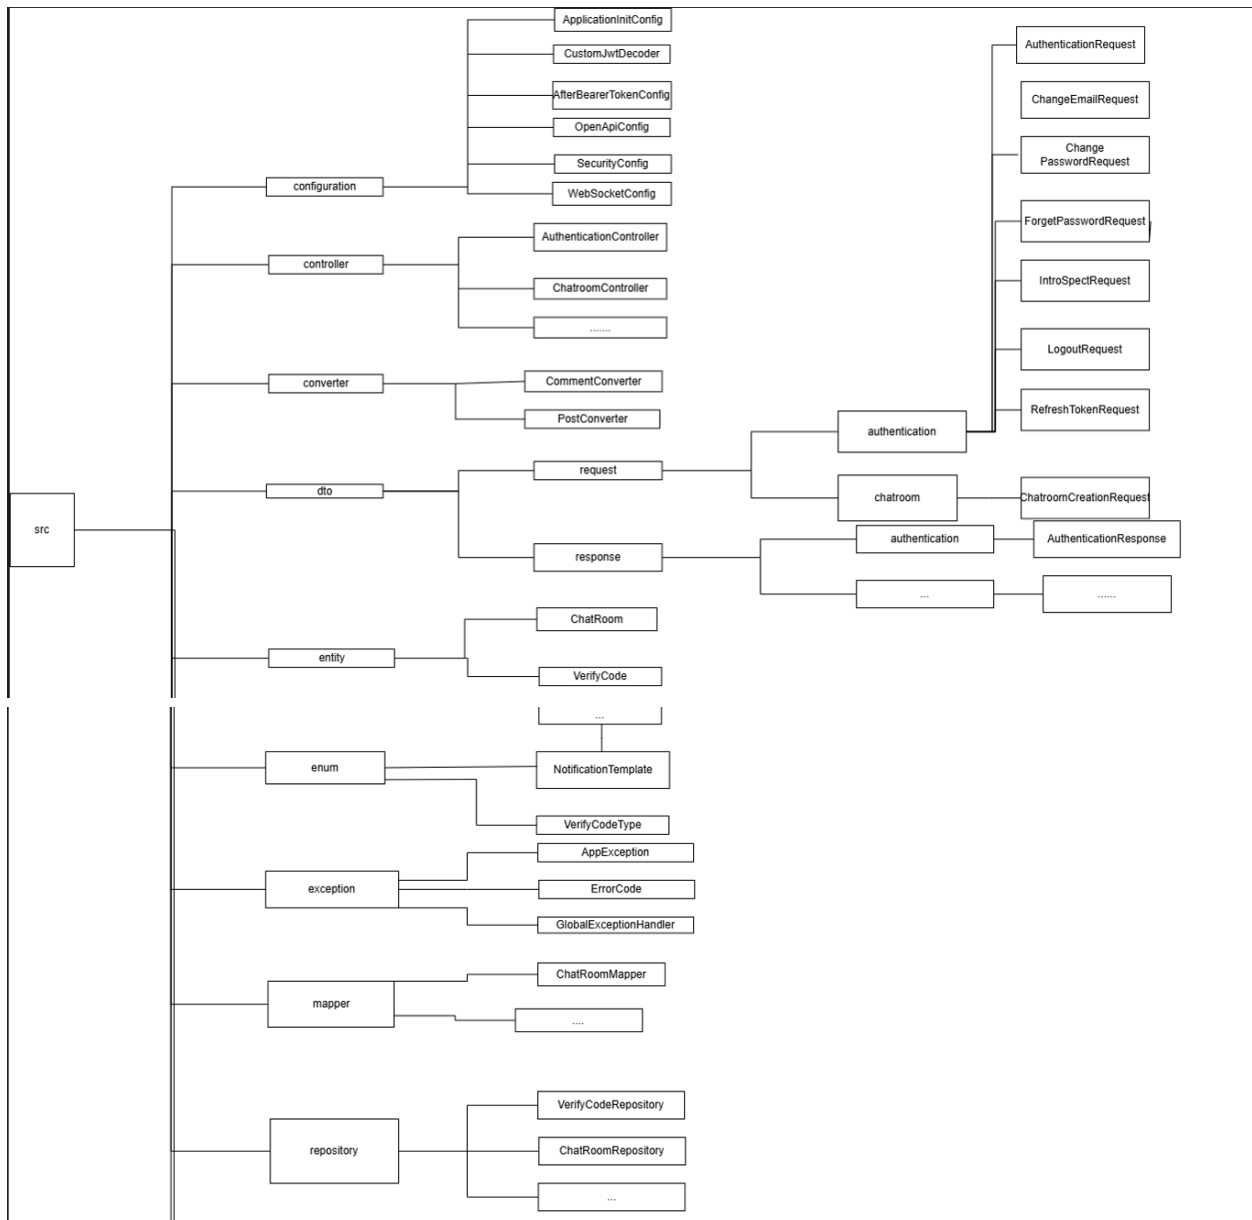 src
configuration
ApplicationInitConfig
CustomJwtDecoder
AfterBearerTokenConfig
OpenApiConfig
SecurityConfig
WebSocketConfig
controller
AuthenticationController
ChatroomController
.......
converter
CommentConverter
PostConverter
dto
request
authentication
AuthenticationRequest
ChangeEmailRequest
Change
PasswordRequest
ForgetPasswordRequest
IntroSpectRequest
LogoutRequest
RefreshTokenRequest
chatroom
ChatroomCreationRequest
response
authentication
AuthenticationResponse
...
......
entity
ChatRoom
VerifyCode
...
enum
NotificationTemplate
VerifyCodeType
exception
AppException
ErrorCode
GlobalExceptionHandler
mapper
ChatRoomMapper
....
repository
VerifyCodeRepository
ChatRoomRepository
...